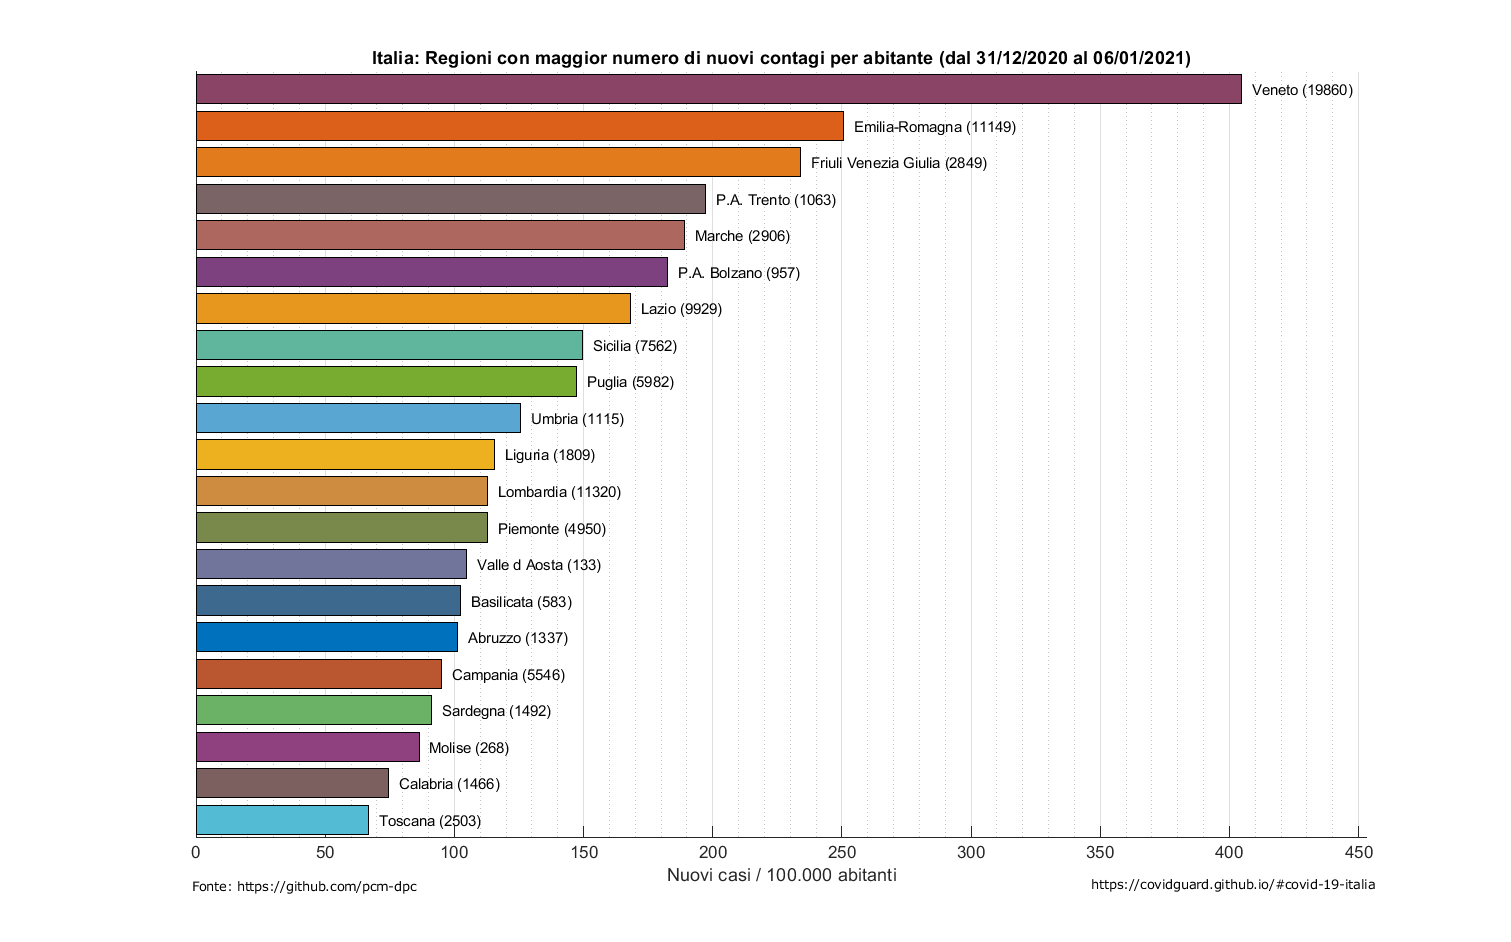 Italia: Regioni con maggior numero di nuovi contagi per abitante (dal 31/12/2020 al 06/01/2021)
Veneto (19860)
Emilia-Romagna (11149)
Friuli Venezia Giulia (2849)
P.A. Trento (1063)
Marche (2906)
P.A. Bolzano (957)
Lazio (9929)
Sicilia (7562)
Puglia (5982)
Umbria (1115)
Liguria (1809)
Lombardia (11320)
Piemonte (4950)
Valle d Aosta (133)
Basilicata (583)
Abruzzo (1337)
Campania (5546)
Sardegna (1492)
Molise (268)
Calabria (1466)
Toscana (2503)
0 50 100 150 200 250 300 350 400 450
Nuovi casi / 100.000 abitanti
Fonte: https://github.com/pcm-dpc
https://covidguard.github.io/#covid-19-italia